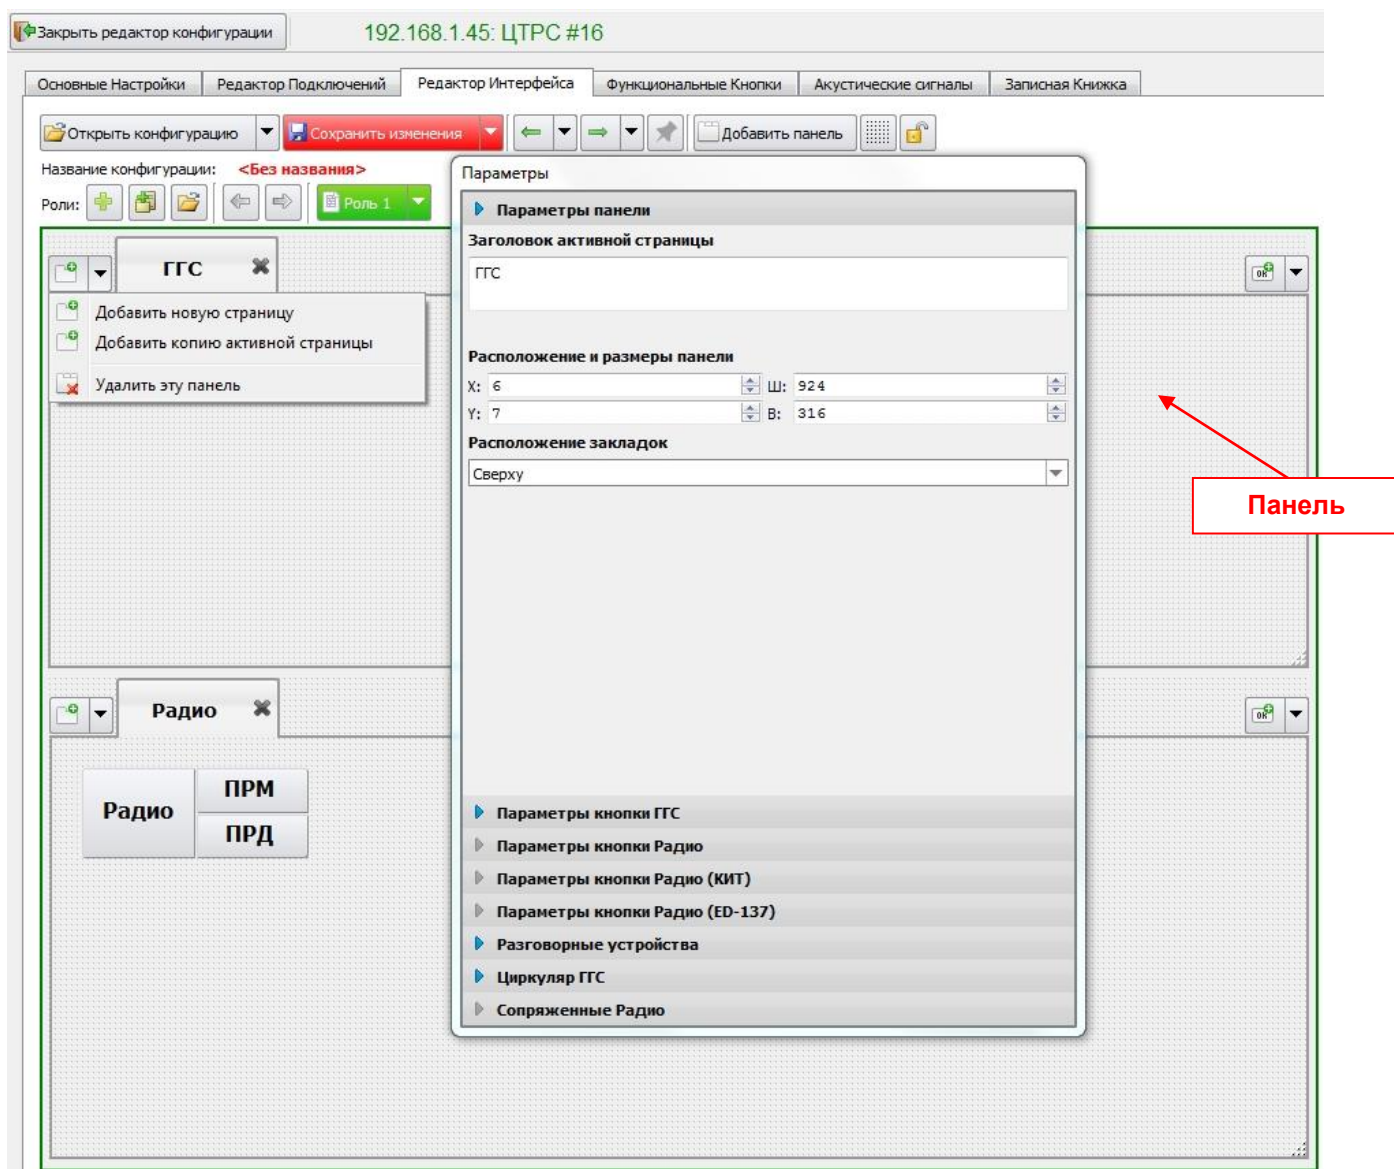 Закрыть редактор конфигурации
192.168.1.45: ЦТРС #16
Основные Настройки
Редактор Подключений
Редактор Интерфейса
Функциональные Кнопки
Акустические сигналы
Записная Книжка
Открыть конфигурацию
Сохранить изменения
Добавить панель
Название конфигурации: <Без названия>
Роли:
Роль 1
ГГС
OK
Добавить новую страницу
Добавить копию активной страницы
Удалить эту панель
Параметры
Параметры панели
Заголовок активной страницы
ГГС
Расположение и размеры панели
X: 6 Ш: 924
Y: 7 В: 316
Расположение закладок
Сверху
Панель
Радио
OK
Радио
ПРМ
ПРД
Параметры кнопки ГГС
Параметры кнопки Радио
Параметры кнопки Радио (КИТ)
Параметры кнопки Радио (ED-137)
Разговорные устройства
Циркуляр ГГС
Сопряженные Радио